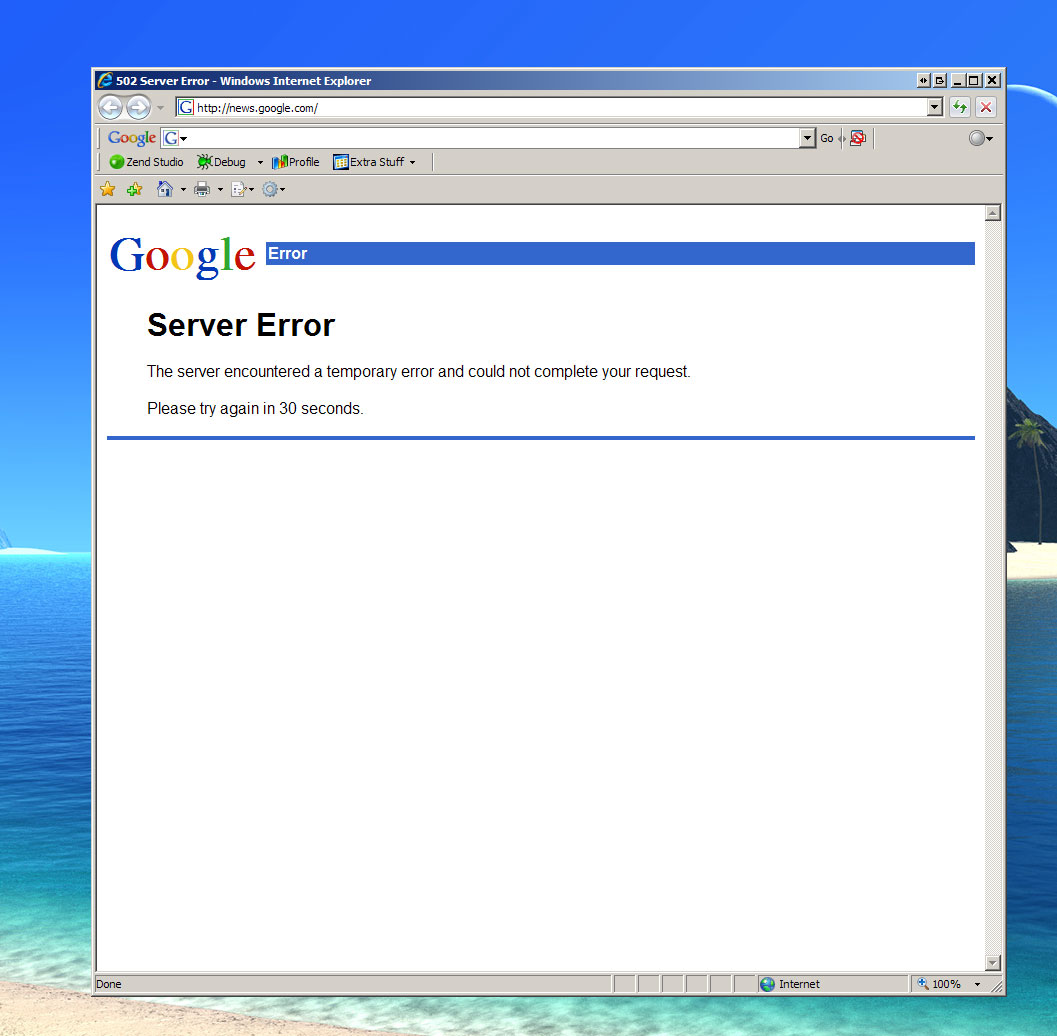 502 Server Error - Windows Internet Explorer
http://news.google.com/
Google G Go
Zend Studio Debug Profile Extra Stuff
Google Error
Server Error
The server encountered a temporary error and could not complete your request.
Please try again in 30 seconds.
Done Internet 100%